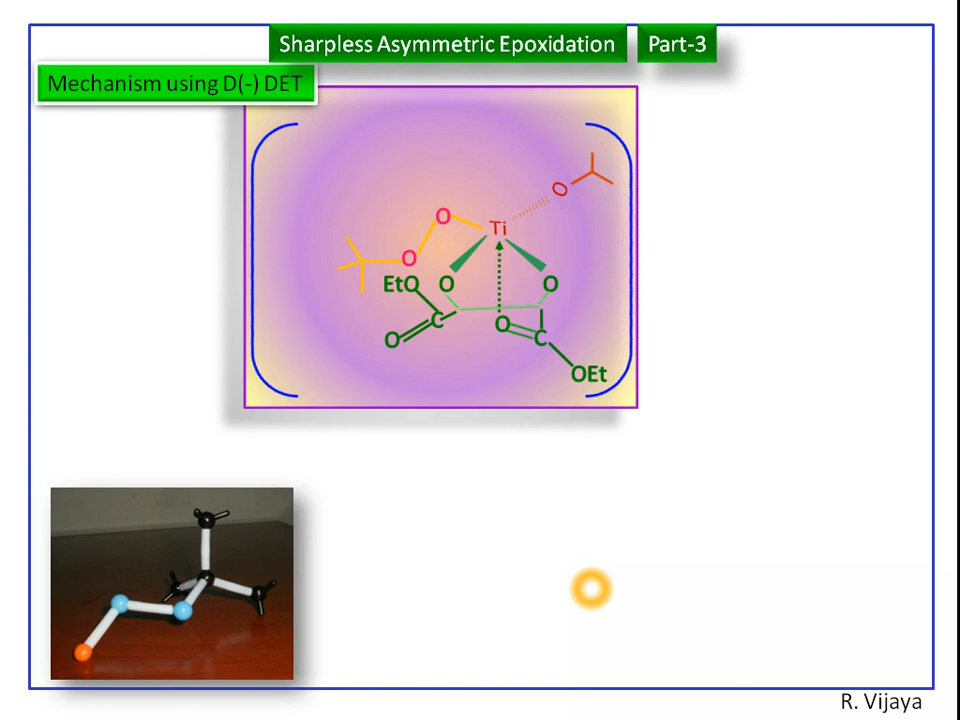 Sharpless Asymmetric Epoxidation
Part-3
Mechanism using D(-) DET
O
O
Ti
O
EtO
O
O
O
C
O
C
OEt
R. Vijaya